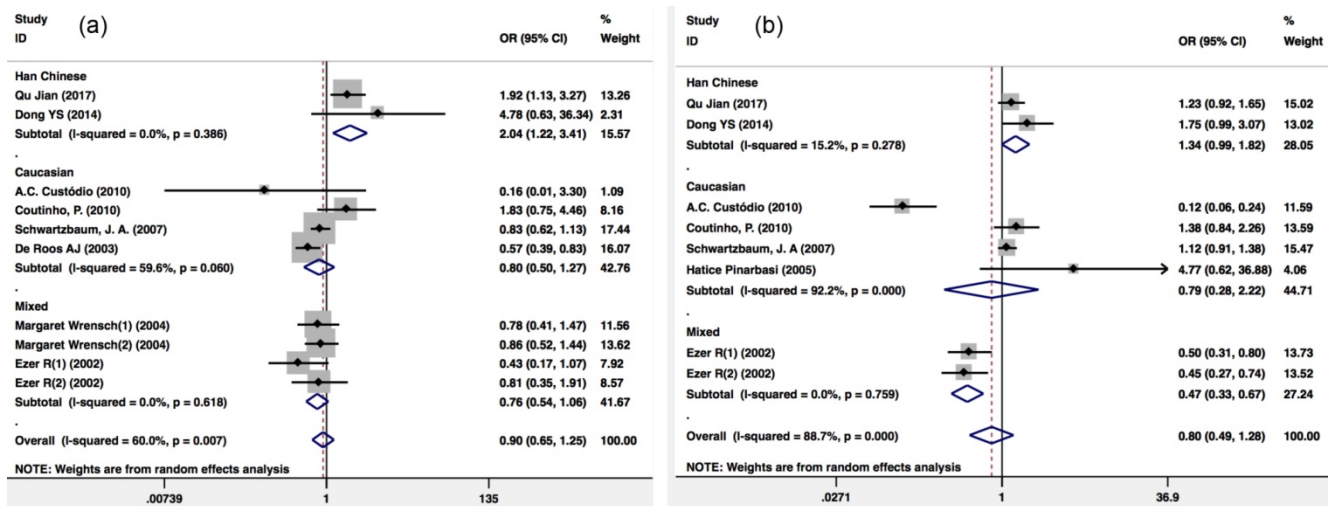 Study (a) %
ID OR (95% CI) Weight
Han Chinese
Qu Jian (2017) 1.92 (1.13, 3.27) 13.26
Dong YS (2014) 4.78 (0.63, 36.34) 2.31
Subtotal (I-squared = 0.0%, p = 0.386) 2.04 (1.22, 3.41) 15.57
.
Caucasian
A.C. Custódio (2010) 0.16 (0.01, 3.30) 1.09
Coutinho, P. (2010) 1.83 (0.75, 4.46) 8.16
Schwartzbaum, J. A. (2007) 0.83 (0.62, 1.13) 17.44
De Roos AJ (2003) 0.57 (0.39, 0.83) 16.07
Subtotal (I-squared = 59.6%, p = 0.060) 0.80 (0.50, 1.27) 42.76
.
Mixed
Margaret Wrensch(1) (2004) 0.78 (0.41, 1.47) 11.56
Margaret Wrensch(2) (2004) 0.86 (0.52, 1.44) 13.62
Ezer R(1) (2002) 0.43 (0.17, 1.07) 7.92
Ezer R(2) (2002) 0.81 (0.35, 1.91) 8.57
Subtotal (I-squared = 0.0%, p = 0.618) 0.76 (0.54, 1.06) 41.67
.
Overall (I-squared = 60.0%, p = 0.007) 0.90 (0.65, 1.25) 100.00
NOTE: Weights are from random effects analysis
.00739 1 135
Study (b) %
ID OR (95% CI) Weight
Han Chinese
Qu Jian (2017) 1.23 (0.92, 1.65) 15.02
Dong YS (2014) 1.75 (0.99, 3.07) 13.02
Subtotal (I-squared = 15.2%, p = 0.278) 1.34 (0.99, 1.82) 28.05
.
Caucasian
A.C. Custódio (2010) 0.12 (0.06, 0.24) 11.59
Coutinho, P. (2010) 1.38 (0.84, 2.26) 13.59
Schwartzbaum, J. A (2007) 1.12 (0.91, 1.38) 15.47
Hatice Pinarbasi (2005) 4.77 (0.62, 36.88) 4.06
Subtotal (I-squared = 92.2%, p = 0.000) 0.79 (0.28, 2.22) 44.71
.
Mixed
Ezer R(1) (2002) 0.50 (0.31, 0.80) 13.73
Ezer R(2) (2002) 0.45 (0.27, 0.74) 13.52
Subtotal (I-squared = 0.0%, p = 0.759) 0.47 (0.33, 0.67) 27.24
.
Overall (I-squared = 88.7%, p = 0.000) 0.80 (0.49, 1.28) 100.00
NOTE: Weights are from random effects analysis
.0271 1 36.9